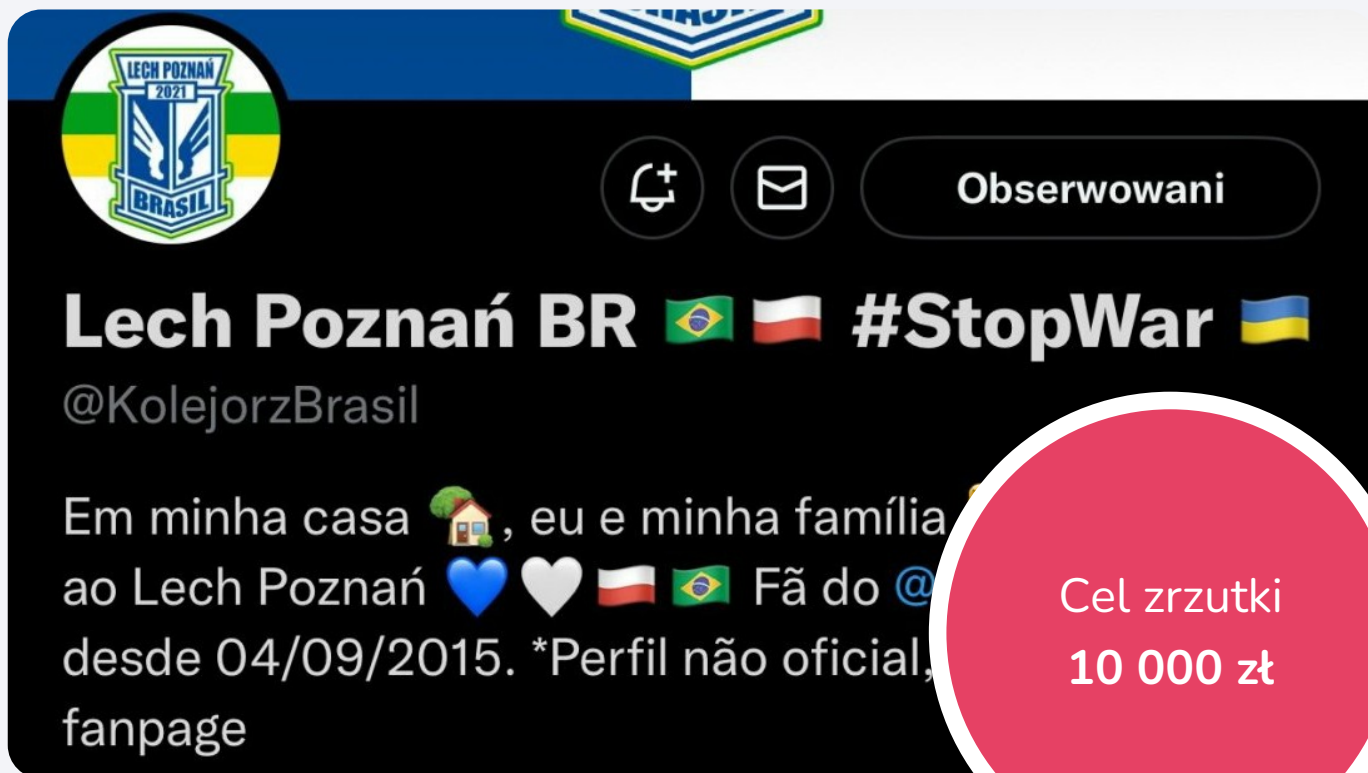 LECH POZNAŃ
2021
BRASIL
Obserwowani
Lech Poznań BR 🇧🇷 🇵🇱 #StopWar 🇺🇦
@KolejorzBrasil
Em minha casa 🏡, eu e minha família
ao Lech Poznań 💙 🤍 🇵🇱 🇧🇷 Fã do @
desde 04/09/2015. *Perfil não oficial,
fanpage
Cel zrzutki
10 000 zł